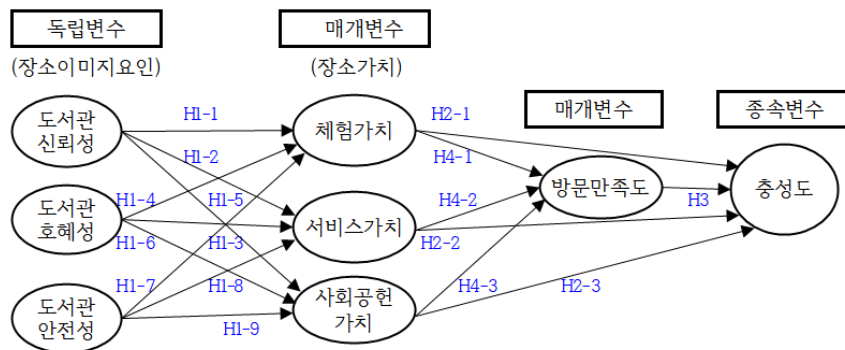 독립변수
매개변수
(장소이미지요인)
(장소가치)
매개변수
종속변수
도서관
신뢰성
H1-1
체험가치
H2-1
H1-2
H4-1
도서관
호혜성
H1-4
H1-5
H4-2
방문만족도
H3
충성도
서비스가치
H1-6
H1-3
H2-2
H1-7
H1-8
H4-3
H2-3
도서관
안전성
사회공헌
가치
H1-9